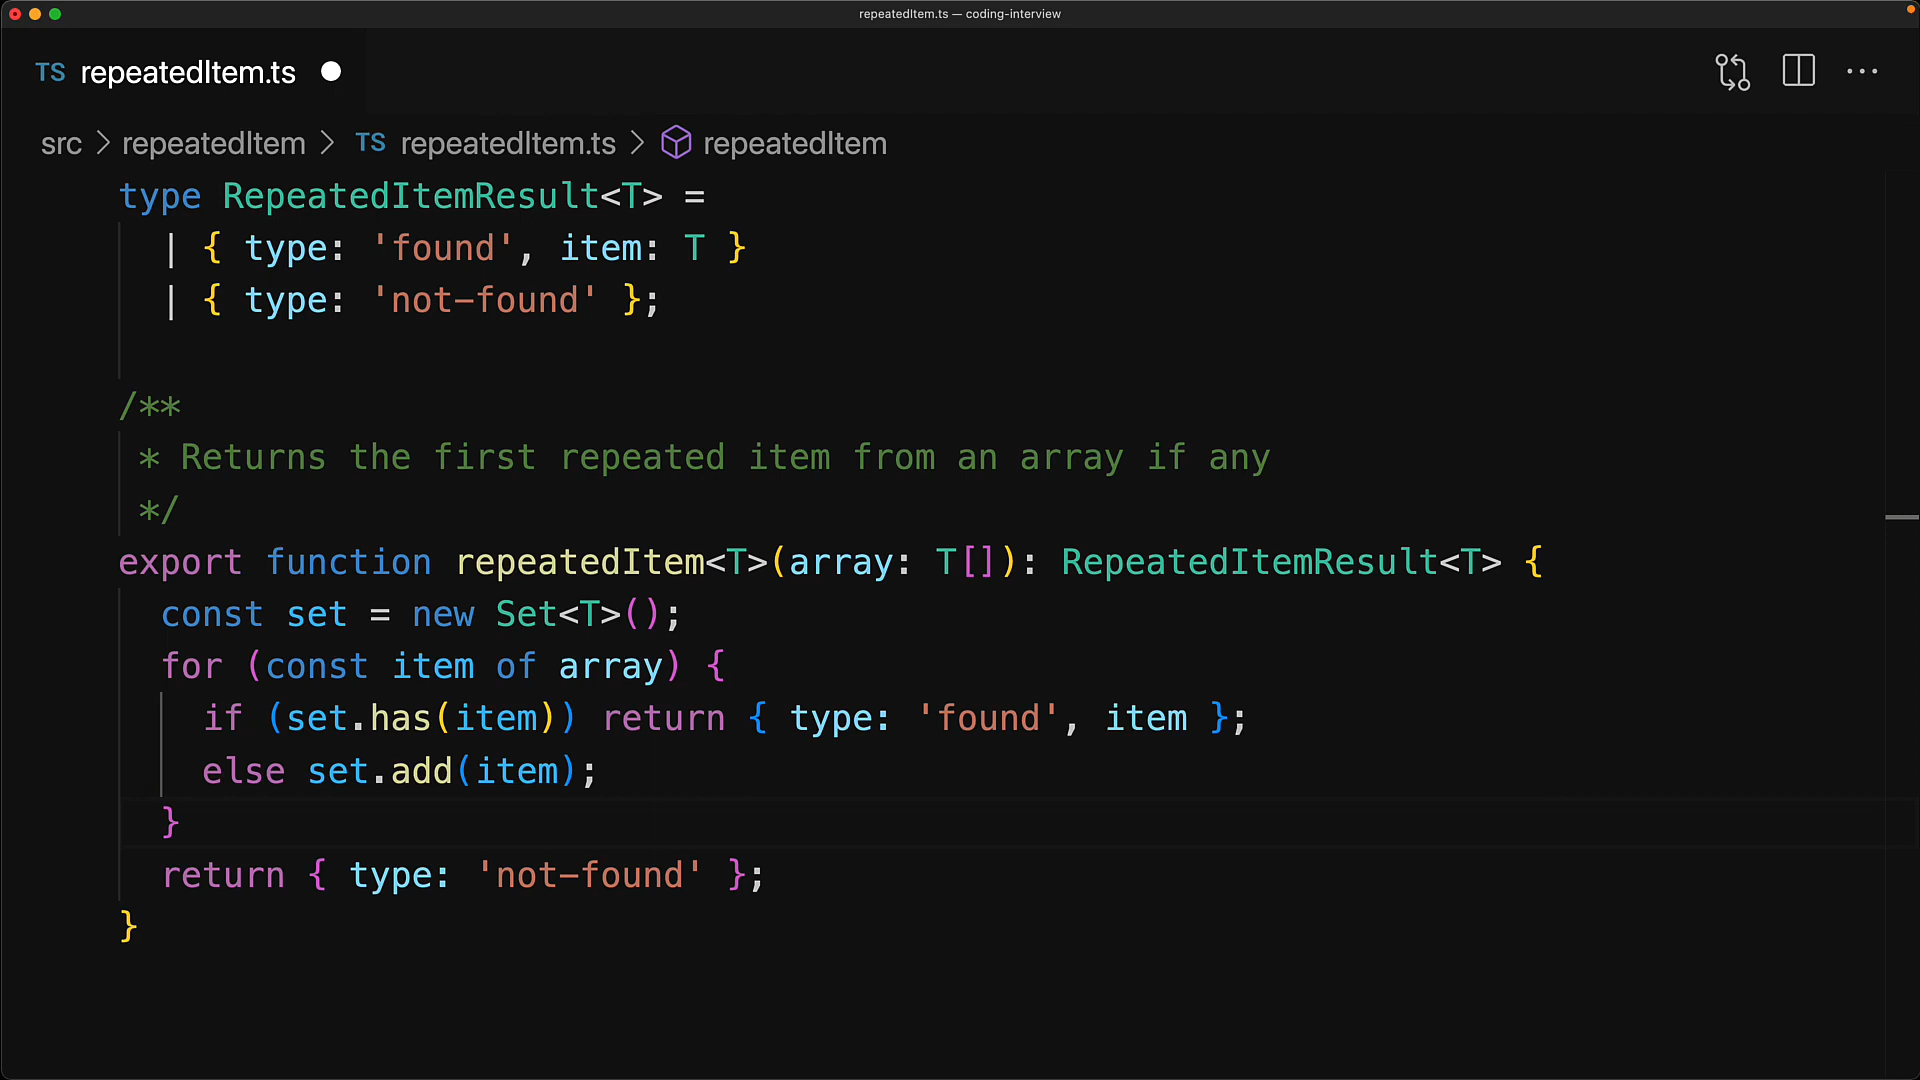 repeatedItem.ts — coding-interview
TS repeatedItem.ts
src > repeatedItem > TS repeatedItem.ts > repeatedItem
type RepeatedItemResult<T> =
  | { type: 'found', item: T }
  | { type: 'not-found' };
/**
 * Returns the first repeated item from an array if any
 */
export function repeatedItem<T>(array: T[]): RepeatedItemResult<T> {
  const set = new Set<T>();
  for (const item of array) {
    if (set.has(item)) return { type: 'found', item };
    else set.add(item);
  }
  return { type: 'not-found' };
}